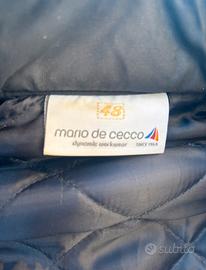 48
mario de cecco
dynamic workwear
SINCE 1968
subito